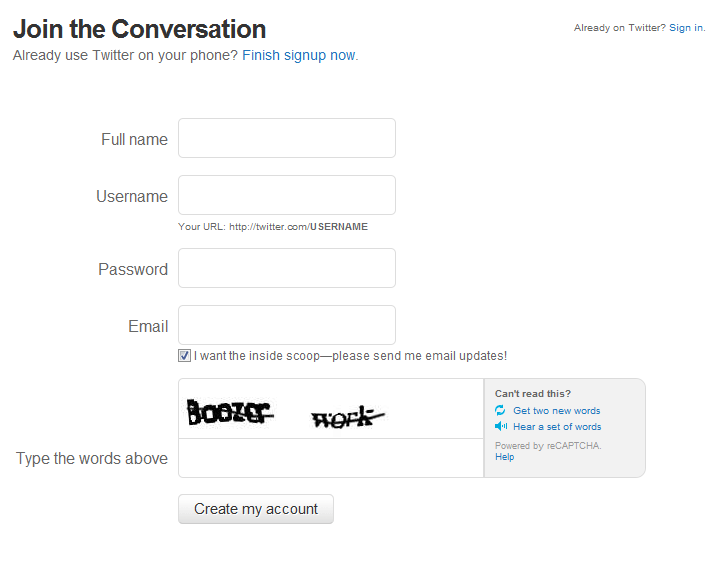 Join the Conversation
Already on Twitter? Sign in.
Already use Twitter on your phone? Finish signup now.
Full name
Username
Your URL: http://twitter.com/USERNAME
Password
Email
I want the inside scoop—please send me email updates!
Boozer work
Can't read this?
Get two new words
Hear a set of words
Powered by reCAPTCHA.
Help
Type the words above
Create my account